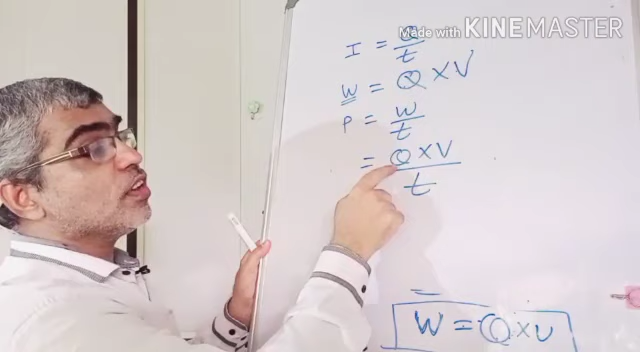 Made with KINEMASTER
I = Q/t
W = Q × V
P = W/t
= Q × V / t
W = Q × V